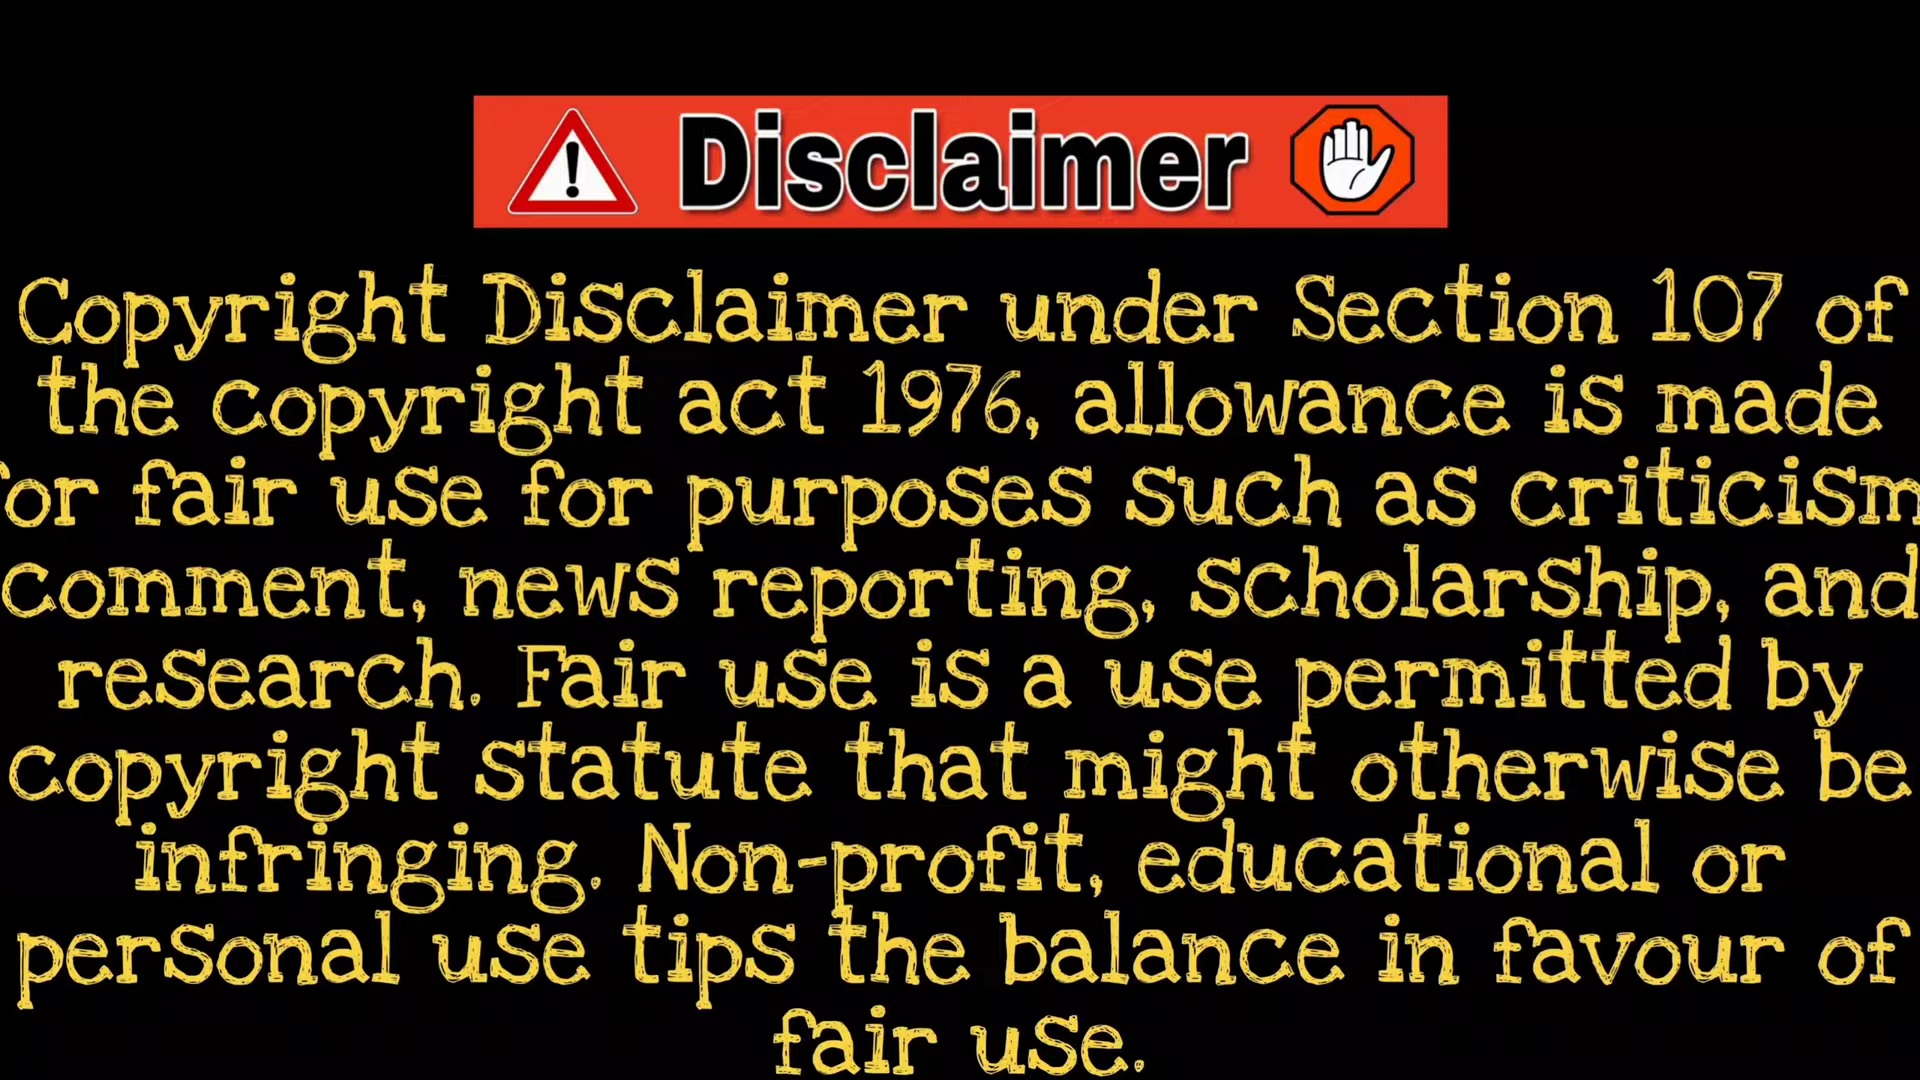 Disclaimer
Copyright Disclaimer under Section 107 of
the copyright act 1976, allowance is made
for fair use for purposes such as criticism
comment, news reporting, scholarship, and
research. Fair use is a use permitted by
copyright statute that might otherwise be
infringing. Non-profit, educational or
personal use tips the balance in favour of
fair use.